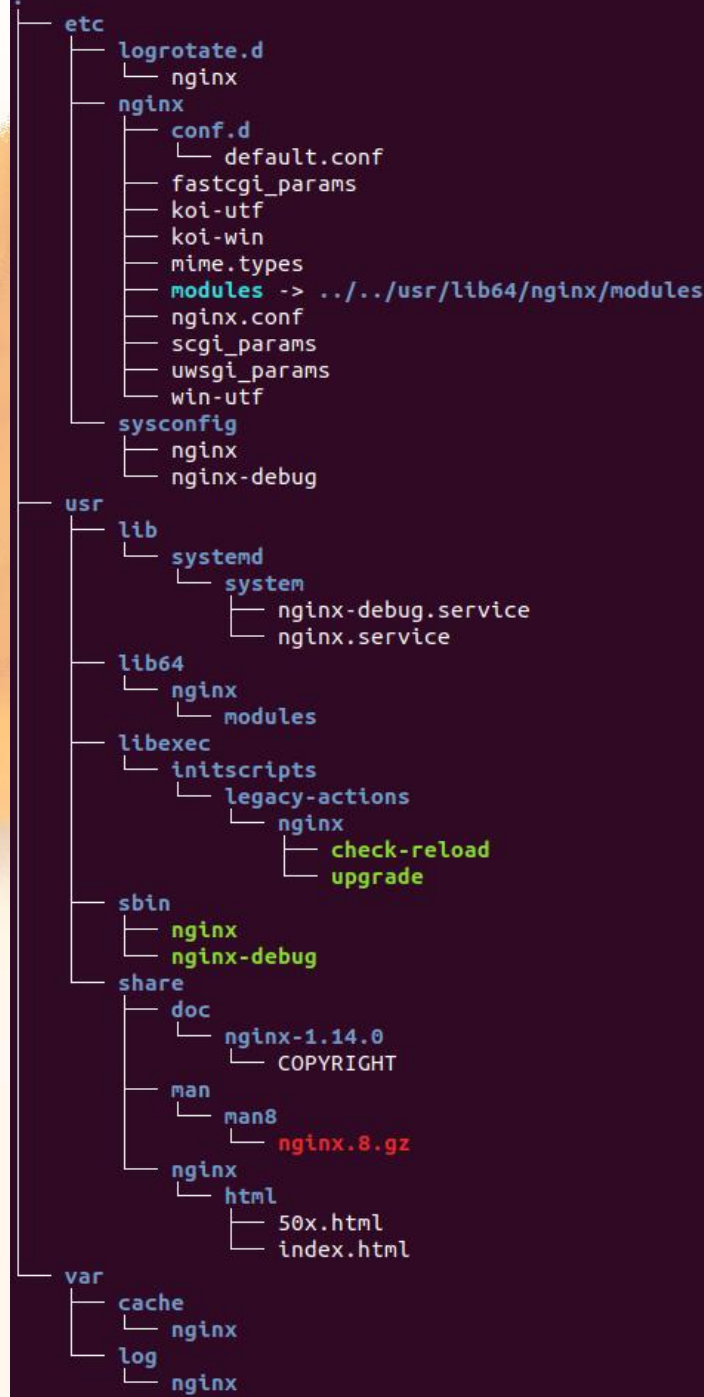 .
├── etc
│   ├── logrotate.d
│   │   └── nginx
│   ├── nginx
│   │   ├── conf.d
│   │   │   └── default.conf
│   │   ├── fastcgi_params
│   │   ├── koi-utf
│   │   ├── koi-win
│   │   ├── mime.types
│   │   ├── modules -> ../../usr/lib64/nginx/modules
│   │   ├── nginx.conf
│   │   ├── scgi_params
│   │   ├── uwsgi_params
│   │   └── win-utf
│   └── sysconfig
│       ├── nginx
│       └── nginx-debug
├── usr
│   ├── lib
│   │   └── systemd
│   │       └── system
│   │           ├── nginx-debug.service
│   │           └── nginx.service
│   ├── lib64
│   │   └── nginx
│   │       └── modules
│   ├── libexec
│   │   └── initscripts
│   │       └── legacy-actions
│   │           └── nginx
│   │               ├── check-reload
│   │               └── upgrade
│   ├── sbin
│   │   ├── nginx
│   │   └── nginx-debug
│   └── share
│       ├── doc
│       │   └── nginx-1.14.0
│       │       └── COPYRIGHT
│       ├── man
│       │   └── man8
│       │       └── nginx.8.gz
│       └── nginx
│           └── html
│               ├── 50x.html
│               └── index.html
└── var
    ├── cache
    │   └── nginx
    └── log
        └── nginx